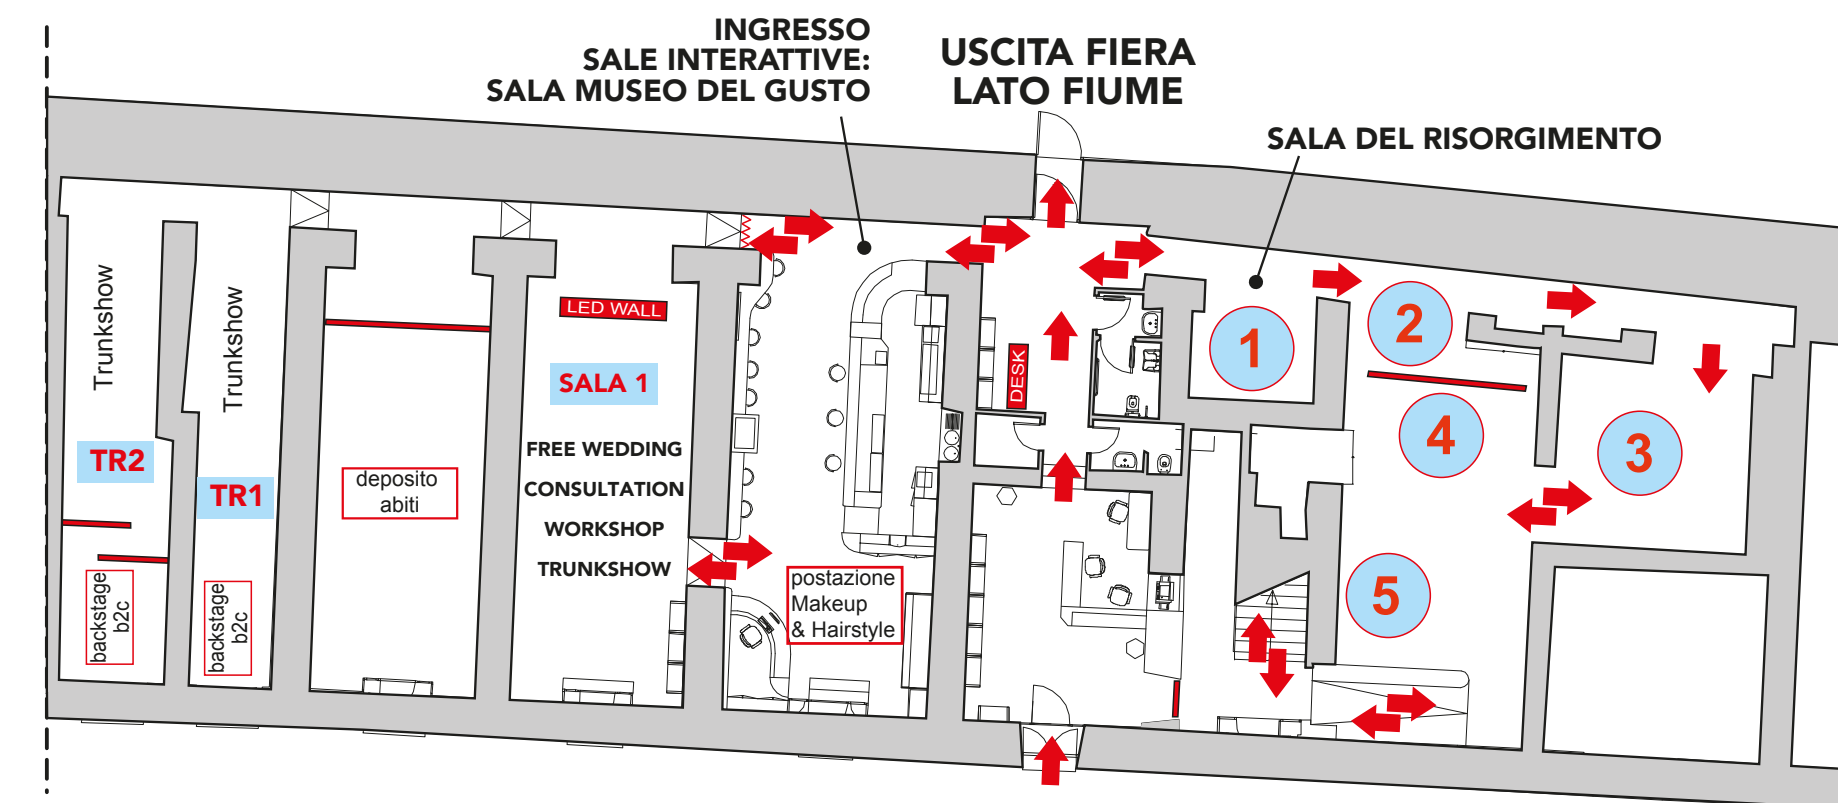 INGRESSO
SALE INTERATTIVE:
SALA MUSEO DEL GUSTO
USCITA FIERA
LATO FIUME
SALA DEL RISORGIMENTO
Trunkshow
TR2
backstage
b2c
Trunkshow
TR1
backstage
b2c
deposito
abiti
LED WALL
SALA 1
FREE WEDDING
CONSULTATION
WORKSHOP
TRUNKSHOW
postazione
Makeup
& Hairstyle
DESK
1
2
3
4
5